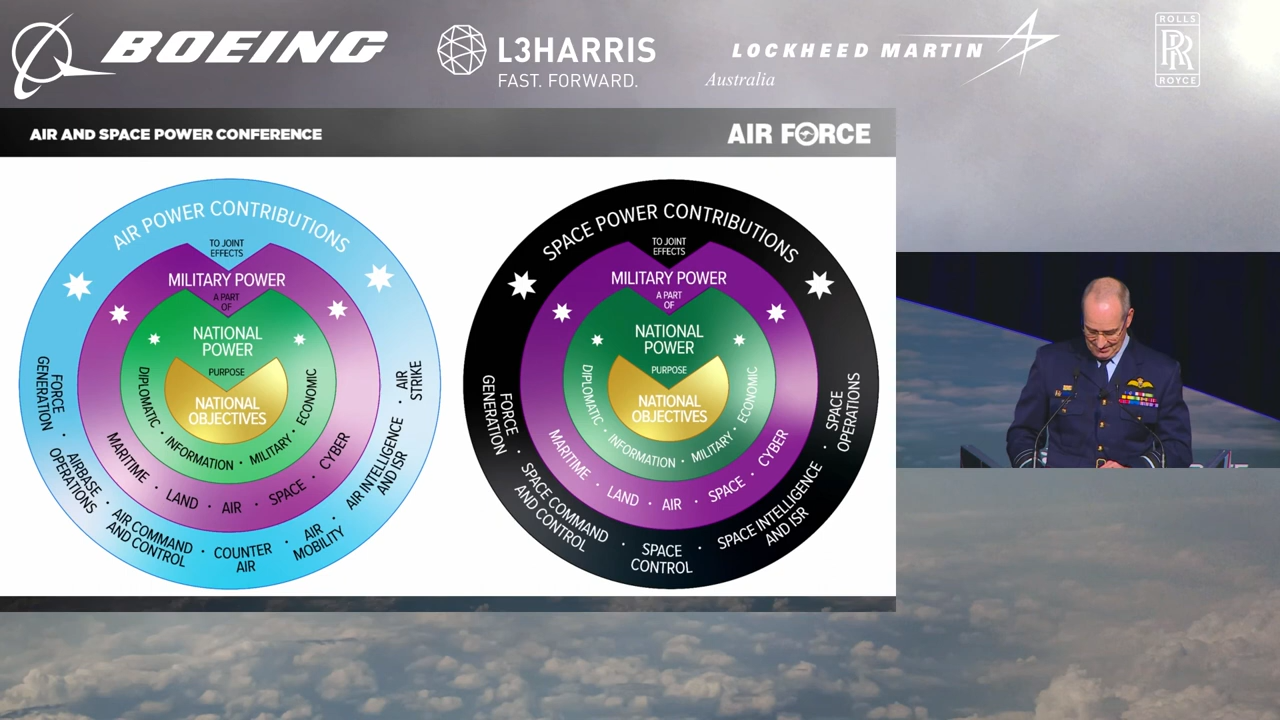 BOEING
L3HARRIS
FAST. FORWARD.
LOCKHEED MARTIN
Australia
ROLLS
RR
ROYCE
AIR AND SPACE POWER CONFERENCE
AIR FORCE
AIR POWER CONTRIBUTIONS
TO JOINT
EFFECTS
MILITARY POWER
A PART
OF
NATIONAL
POWER
PURPOSE
NATIONAL
OBJECTIVES
DIPLOMATIC · INFORMATION · MILITARY · ECONOMIC
MARITIME · LAND · AIR · SPACE · CYBER
FORCE
GENERATION ·
AIRBASE
OPERATIONS ·
AIR COMMAND
AND CONTROL ·
COUNTER
AIR ·
AIR
MOBILITY ·
AIR INTELLIGENCE
AND ISR ·
AIR
STRIKE
SPACE POWER CONTRIBUTIONS
TO JOINT
EFFECTS
MILITARY POWER
A PART
OF
NATIONAL
POWER
PURPOSE
NATIONAL
OBJECTIVES
DIPLOMATIC · INFORMATION · MILITARY · ECONOMIC
MARITIME · LAND · AIR · SPACE · CYBER
FORCE
GENERATION ·
SPACE COMMAND
AND CONTROL ·
SPACE
CONTROL ·
SPACE INTELLIGENCE
AND ISR ·
SPACE
OPERATIONS